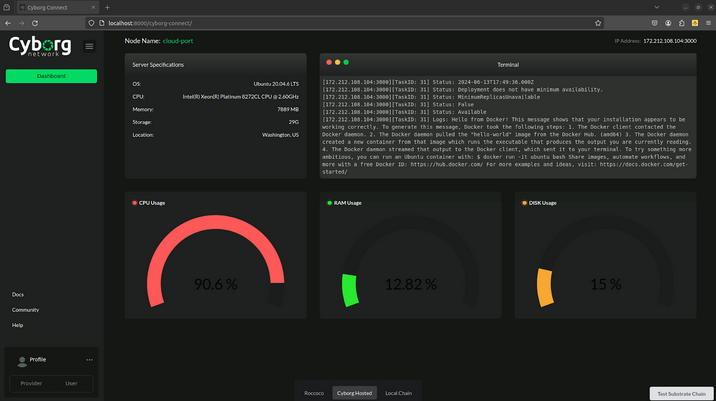 Cyborg Connect
localhost:8000/cyborg-connect/
Cyborg
network
Dashboard
Docs
Community
Help
Profile
Provider User
Node Name: cloud-port
IP Address: 172.212.108.104:3000
Server Specifications
OS: Ubuntu 20.04.6 LTS
CPU: Intel(R) Xeon(R) Platinum 8272CL CPU @ 2.60GHz
Memory: 7889 MB
Storage: 29G
Location: Washington, US
Terminal
[172.212.108.104:3000][TaskID: 31] Status: 2024-06-13T17:49:36.000Z
[172.212.108.104:3000][TaskID: 31] Status: Deployment does not have minimum availability.
[172.212.108.104:3000][TaskID: 31] Status: MinimumReplicasUnavailable
[172.212.108.104:3000][TaskID: 31] Status: False
[172.212.108.104:3000][TaskID: 31] Status: Available
[172.212.108.104:3000][TaskID: 31] Logs: Hello from Docker! This message shows that your installation appears to be
working correctly. To generate this message, Docker took the following steps: 1. The Docker client contacted the
Docker daemon. 2. The Docker daemon pulled the "hello-world" image from the Docker Hub. (amd64) 3. The Docker daemon
created a new container from that image which runs the executable that produces the output you are currently reading.
4. The Docker daemon streamed that output to the Docker client, which sent it to your terminal. To try something more
ambitious, you can run an Ubuntu container with: $ docker run -it ubuntu bash Share images, automate workflows, and
more with a free Docker ID: https://hub.docker.com/ For more examples and ideas, visit: https://docs.docker.com/get-
started/
CPU Usage
90.6 %
RAM Usage
12.82 %
DISK Usage
15 %
Roccoco Cyborg Hosted Local Chain
Test Substrate Chain